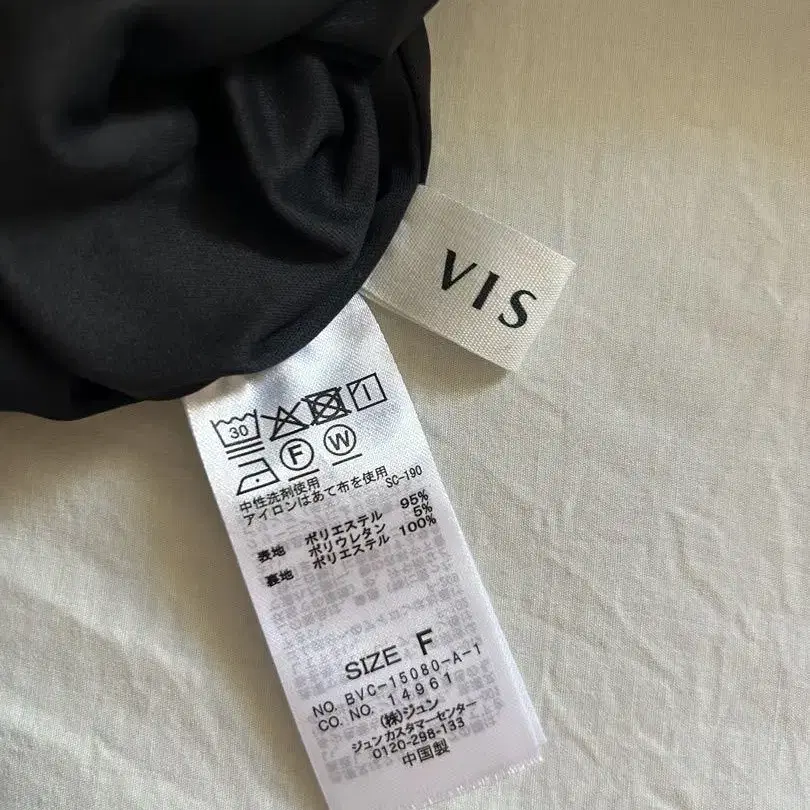 VIS
30
F
W
中性洗剤使用
アイロンはあて布を使用 SC-190
表地 ポリエステル 95%
ポリウレタン 5%
裏地 ポリエステル 100%
SIZE F
NO. BVC-15080-A-1
CO. NO. 14961
(株)ジュン
ジュンカスタマーセンター
0120-298-133
中国製